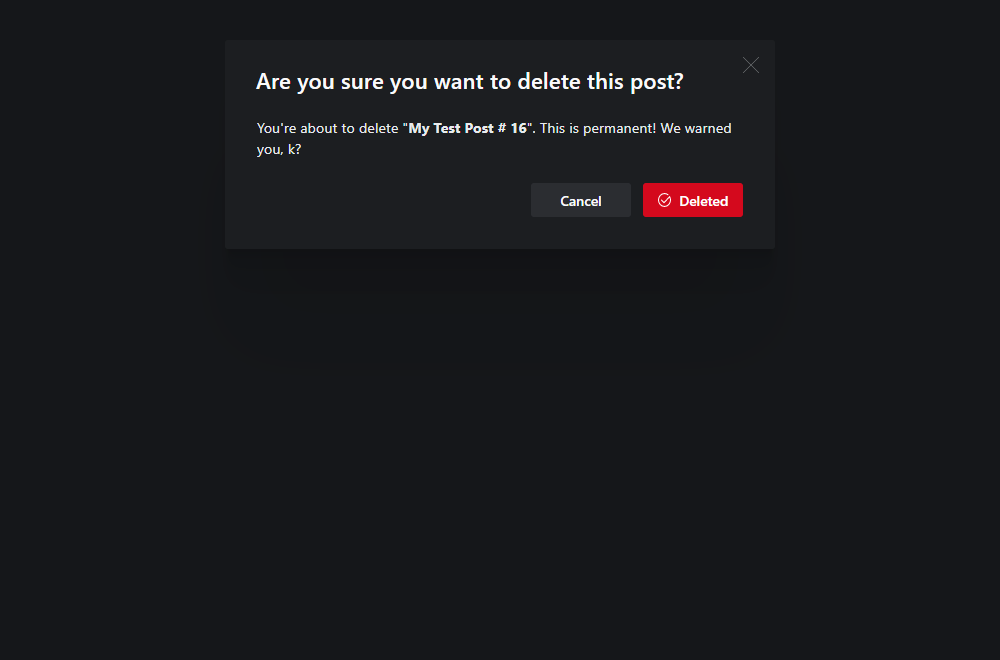 Are you sure you want to delete this post?
You're about to delete "My Test Post # 16". This is permanent! We warned
you, k?
Cancel
Deleted